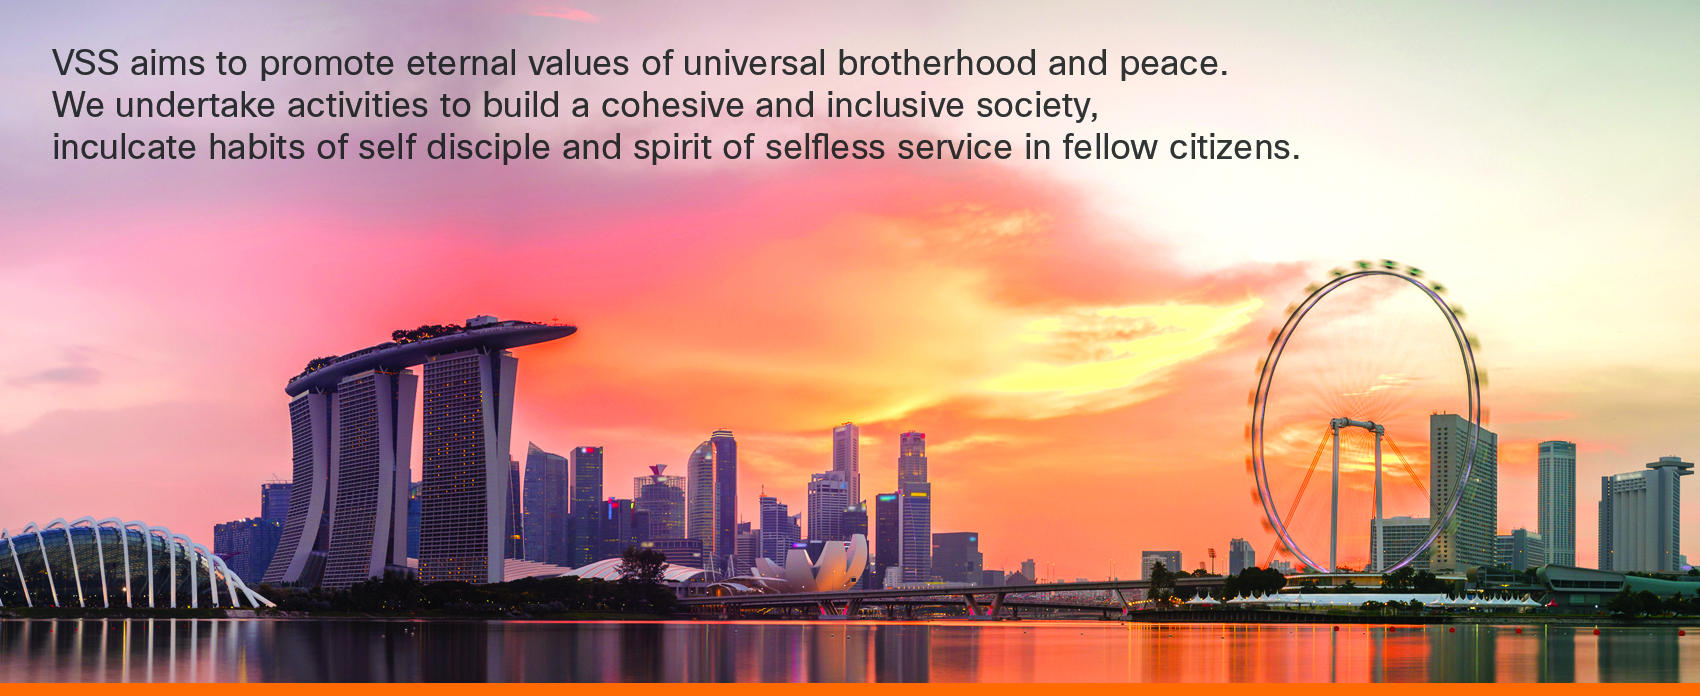 VSS aims to promote eternal values of universal brotherhood and peace.
We undertake activities to build a cohesive and inclusive society,
inculcate habits of self disciple and spirit of selfless service in fellow citizens.